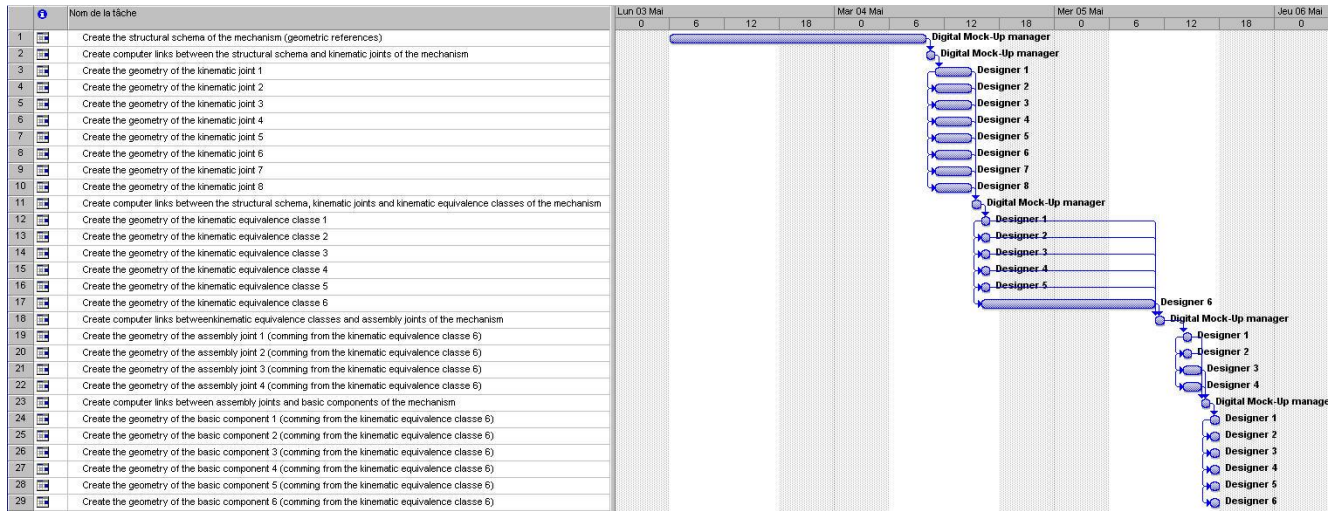 Nom de la tâche
Lun 03 Mai Mar 04 Mai Mer 05 Mai Jeu 06 Mai
0 6 12 18 0 6 12 18 0 6 12 18 0
1 Create the structural schema of the mechanism (geometric references) Digital Mock-Up manager
2 Create computer links between the structural schema and kinematic joints of the mechanism Digital Mock-Up manager
3 Create the geometry of the kinematic joint 1 Designer 1
4 Create the geometry of the kinematic joint 2 Designer 2
5 Create the geometry of the kinematic joint 3 Designer 3
6 Create the geometry of the kinematic joint 4 Designer 4
7 Create the geometry of the kinematic joint 5 Designer 5
8 Create the geometry of the kinematic joint 6 Designer 6
9 Create the geometry of the kinematic joint 7 Designer 7
10 Create the geometry of the kinematic joint 8 Designer 8
11 Create computer links between the structural schema, kinematic joints and kinematic equivalence classes of the mechanism Digital Mock-Up manager
12 Create the geometry of the kinematic equivalence classe 1 Designer 1
13 Create the geometry of the kinematic equivalence classe 2 Designer 2
14 Create the geometry of the kinematic equivalence classe 3 Designer 3
15 Create the geometry of the kinematic equivalence classe 4 Designer 4
16 Create the geometry of the kinematic equivalence classe 5 Designer 5
17 Create the geometry of the kinematic equivalence classe 6 Designer 6
18 Create computer links betweenkinematic equivalence classes and assembly joints of the mechanism Digital Mock-Up manager
19 Create the geometry of the assembly joint 1 (comming from the kinematic equivalence classe 6) Designer 1
20 Create the geometry of the assembly joint 2 (comming from the kinematic equivalence classe 6) Designer 2
21 Create the geometry of the assembly joint 3 (comming from the kinematic equivalence classe 6) Designer 3
22 Create the geometry of the assembly joint 4 (comming from the kinematic equivalence classe 6) Designer 4
23 Create computer links between assembly joints and basic components of the mechanism Digital Mock-Up manage
24 Create the geometry of the basic component 1 (comming from the kinematic equivalence classe 6) Designer 1
25 Create the geometry of the basic component 2 (comming from the kinematic equivalence classe 6) Designer 2
26 Create the geometry of the basic component 3 (comming from the kinematic equivalence classe 6) Designer 3
27 Create the geometry of the basic component 4 (comming from the kinematic equivalence classe 6) Designer 4
28 Create the geometry of the basic component 5 (comming from the kinematic equivalence classe 6) Designer 5
29 Create the geometry of the basic component 6 (comming from the kinematic equivalence classe 6) Designer 6